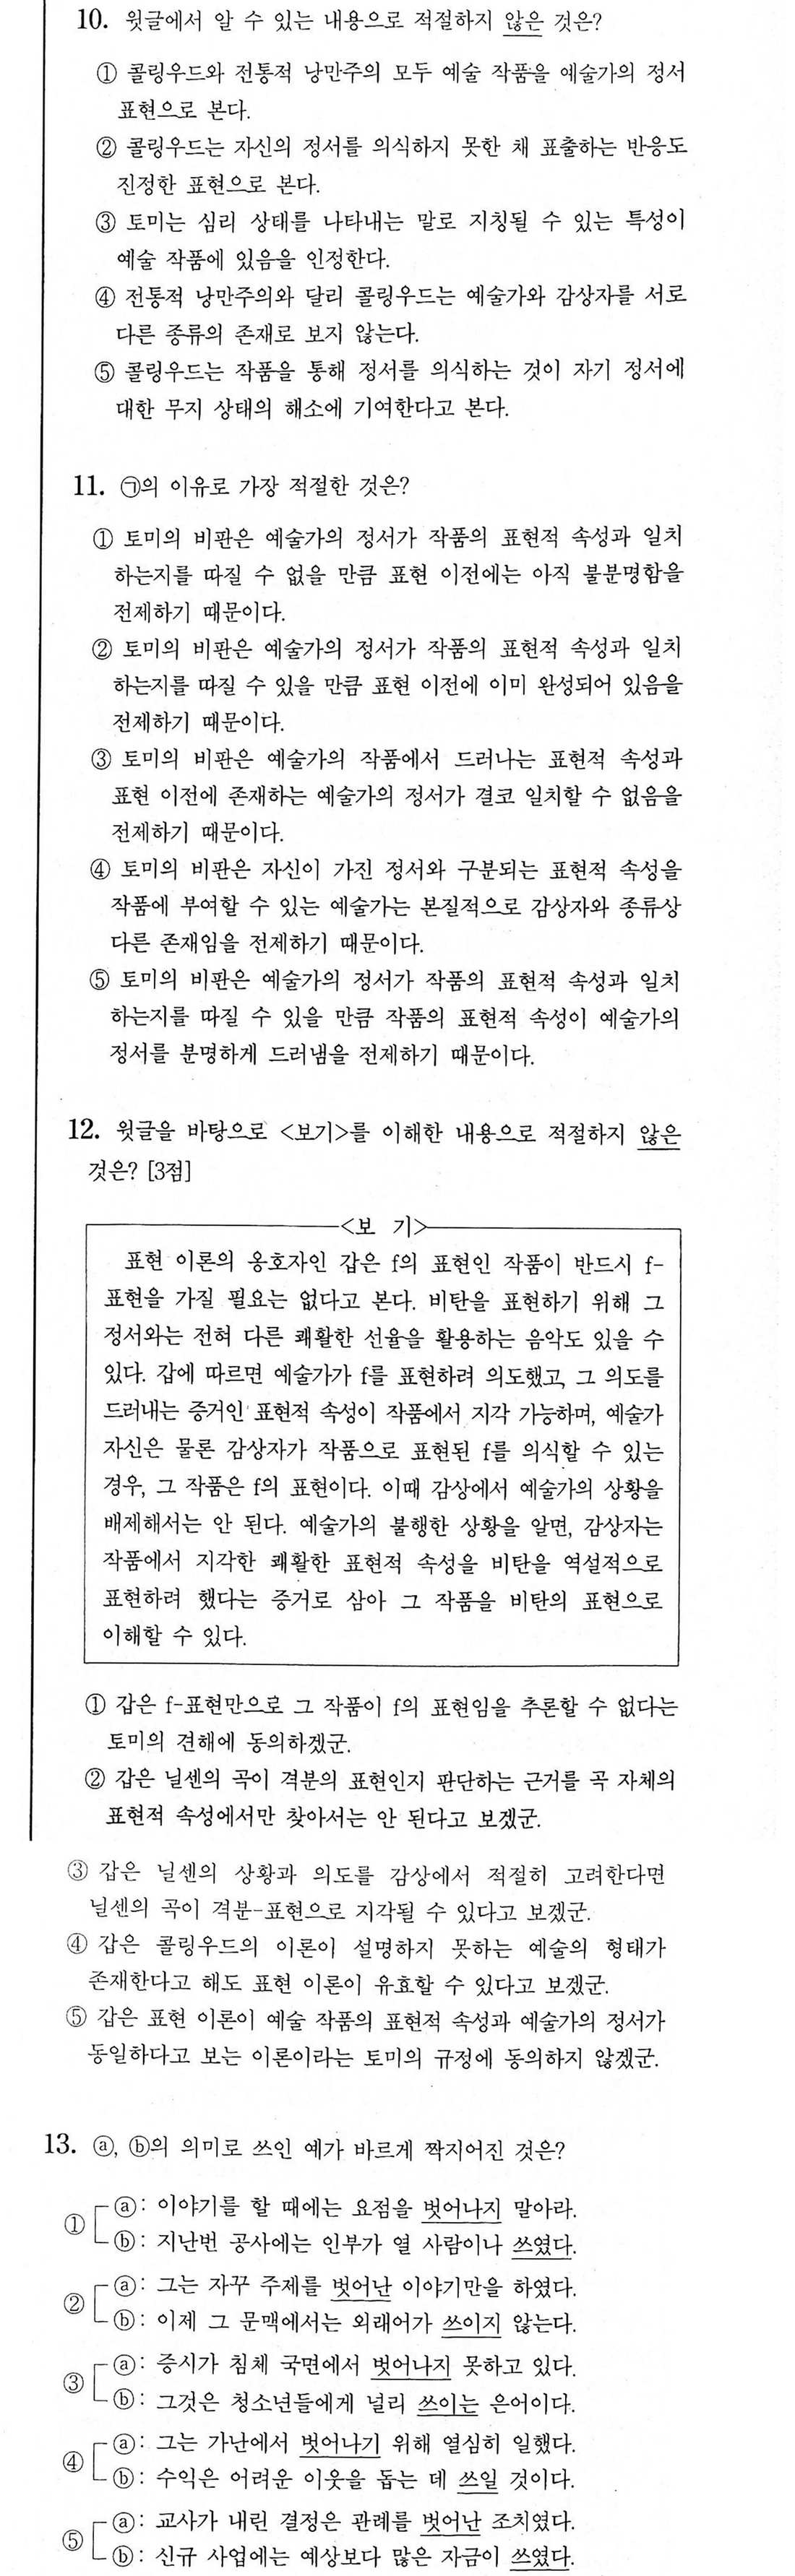 10. 윗글에서 알 수 있는 내용으로 적절하지 않은 것은?
① 콜링우드와 전통적 낭만주의 모두 예술 작품을 예술가의 정서
표현으로 본다.
② 콜링우드는 자신의 정서를 의식하지 못한 채 표출하는 반응도
진정한 표현으로 본다.
③ 토미는 심리 상태를 나타내는 말로 지칭될 수 있는 특성이
예술 작품에 있음을 인정한다.
④ 전통적 낭만주의와 달리 콜링우드는 예술가와 감상자를 서로
다른 종류의 존재로 보지 않는다.
⑤ 콜링우드는 작품을 통해 정서를 의식하는 것이 자기 정서에
대한 무지 상태의 해소에 기여한다고 본다.
11. ㉠의 이유로 가장 적절한 것은?
① 토미의 비판은 예술가의 정서가 작품의 표현적 속성과 일치
하는지를 따질 수 없을 만큼 표현 이전에는 아직 불분명함을
전제하기 때문이다.
② 토미의 비판은 예술가의 정서가 작품의 표현적 속성과 일치
하는지를 따질 수 있을 만큼 표현 이전에 이미 완성되어 있음을
전제하기 때문이다.
③ 토미의 비판은 예술가의 작품에서 드러나는 표현적 속성과
표현 이전에 존재하는 예술가의 정서가 결코 일치할 수 없음을
전제하기 때문이다.
④ 토미의 비판은 자신이 가진 정서와 구분되는 표현적 속성을
작품에 부여할 수 있는 예술가는 본질적으로 감상자와 종류상
다른 존재임을 전제하기 때문이다.
⑤ 토미의 비판은 예술가의 정서가 작품의 표현적 속성과 일치
하는지를 따질 수 있을 만큼 작품의 표현적 속성이 예술가의
정서를 분명하게 드러냄을 전제하기 때문이다.
12. 윗글을 바탕으로 <보기>를 이해한 내용으로 적절하지 않은
것은? [3점]
<보 기>
표현 이론의 옹호자인 갑은 f의 표현인 작품이 반드시 f-
표현을 가질 필요는 없다고 본다. 비탄을 표현하기 위해 그
정서와는 전혀 다른 쾌활한 선율을 활용하는 음악도 있을 수
있다. 갑에 따르면 예술가가 f를 표현하려 의도했고, 그 의도를
드러내는 증거인 표현적 속성이 작품에서 지각 가능하며, 예술가
자신은 물론 감상자가 작품으로 표현된 f를 의식할 수 있는
경우, 그 작품은 f의 표현이다. 이때 감상에서 예술가의 상황을
배제해서는 안 된다. 예술가의 불행한 상황을 알면, 감상자는
작품에서 지각한 쾌활한 표현적 속성을 비탄을 역설적으로
표현하려 했다는 증거로 삼아 그 작품을 비탄의 표현으로
이해할 수 있다.
① 갑은 f-표현만으로 그 작품이 f의 표현임을 추론할 수 없다는
토미의 견해에 동의하겠군.
② 갑은 닐센의 곡이 격분의 표현인지 판단하는 근거를 곡 자체의
표현적 속성에서만 찾아서는 안 된다고 보겠군.
③ 갑은 닐센의 상황과 의도를 감상에서 적절히 고려한다면
닐센의 곡이 격분-표현으로 지각될 수 있다고 보겠군.
④ 갑은 콜링우드의 이론이 설명하지 못하는 예술의 형태가
존재한다고 해도 표현 이론이 유효할 수 있다고 보겠군.
⑤ 갑은 표현 이론이 예술 작품의 표현적 속성과 예술가의 정서가
동일하다고 보는 이론이라는 토미의 규정에 동의하지 않겠군.
13. ⓐ, ⓑ의 의미로 쓰인 예가 바르게 짝지어진 것은?
① ⓐ: 이야기를 할 때에는 요점을 벗어나지 말아라.
ⓑ: 지난번 공사에는 인부가 열 사람이나 쓰였다.
② ⓐ: 그는 자꾸 주제를 벗어난 이야기만을 하였다.
ⓑ: 이제 그 문맥에서는 외래어가 쓰이지 않는다.
③ ⓐ: 증시가 침체 국면에서 벗어나지 못하고 있다.
ⓑ: 그것은 청소년들에게 널리 쓰이는 은어이다.
④ ⓐ: 그는 가난에서 벗어나기 위해 열심히 일했다.
ⓑ: 수익은 어려운 이웃을 돕는 데 쓰일 것이다.
⑤ ⓐ: 교사가 내린 결정은 관례를 벗어난 조치였다.
ⓑ: 신규 사업에는 예상보다 많은 자금이 쓰였다.